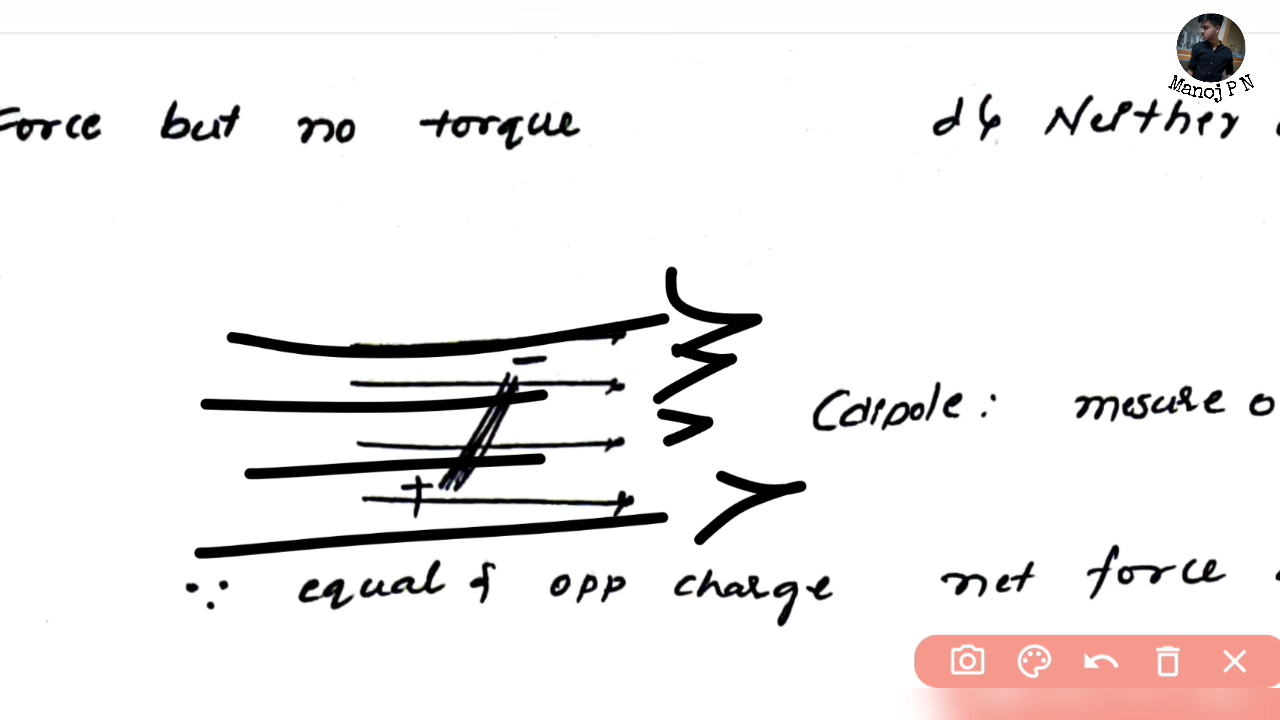 Force but no torque d) Neither
Manoj P N
−
dipole: mesure
+
∵ equal & opp charge net force